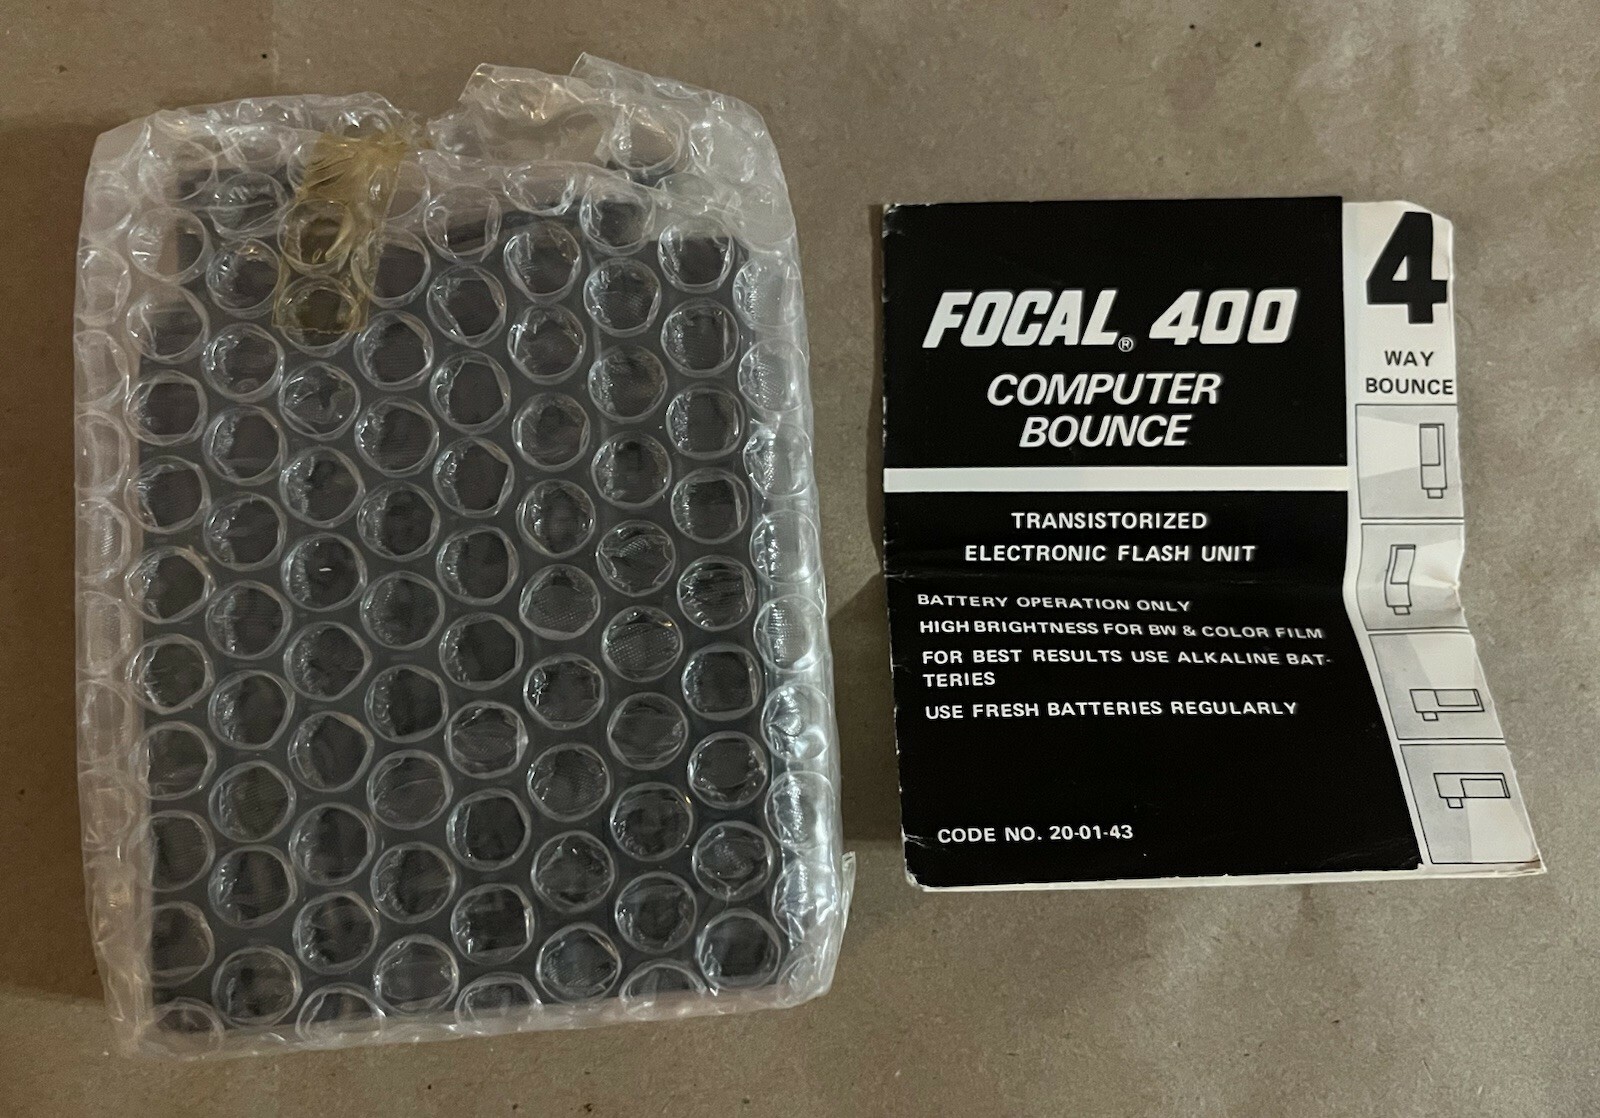 FOCAL® 400
COMPUTER
BOUNCE
TRANSISTORIZED
ELECTRONIC FLASH UNIT
BATTERY OPERATION ONLY
HIGH BRIGHTNESS FOR BW & COLOR FILM
FOR BEST RESULTS USE ALKALINE BAT-
TERIES
USE FRESH BATTERIES REGULARLY
CODE NO. 20-01-43
4
WAY
BOUNCE